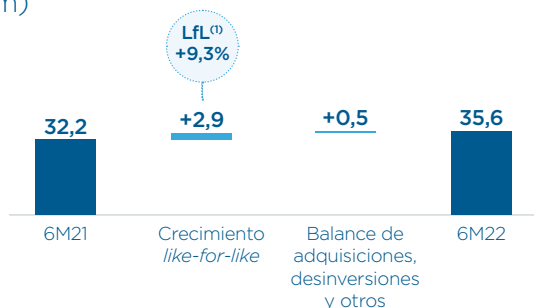 LfL(1)
+9,3%
32,2
+2,9
+0,5
35,6
6M21
Crecimiento
like-for-like
Balance de
adquisiciones,
desinversiones
y otros
6M22